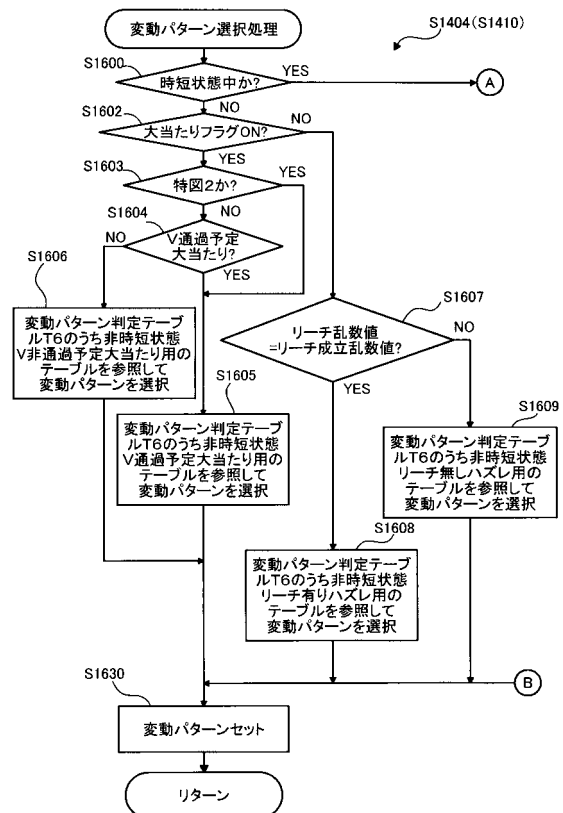 変動パターン選択処理
S1404(S1410)
S1600
時短状態中か?
YES
A
NO
S1602
大当たりフラグON?
NO
YES
S1603
特図2か?
YES
NO
S1604
V通過予定
大当たり?
NO
YES
S1606
変動パターン判定テーブ
ルT6のうち非時短状態
V非通過予定大当たり用の
テーブルを参照して
変動パターンを選択
S1607
リーチ乱数値
=リーチ成立乱数値?
NO
YES
S1605
変動パターン判定テーブ
ルT6のうち非時短状態
V通過予定大当たり用の
テーブルを参照して
変動パターンを選択
S1609
変動パターン判定テーブ
ルT6のうち非時短状態
リーチ無しハズレ用の
テーブルを参照して
変動パターンを選択
S1608
変動パターン判定テーブ
ルT6のうち非時短状態
リーチ有りハズレ用の
テーブルを参照して
変動パターンを選択
B
S1630
変動パターンセット
リターン